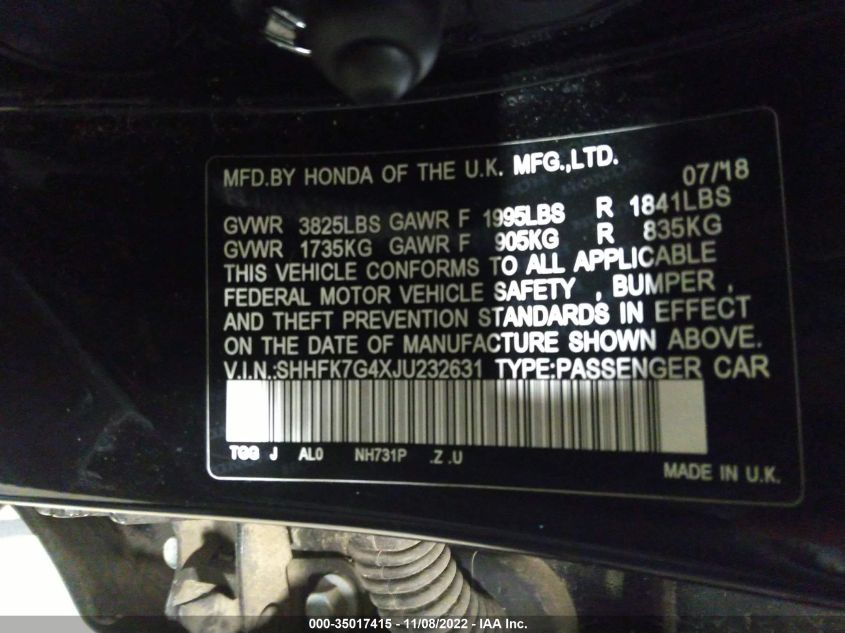 MFD.BY HONDA OF THE U.K. MFG.,LTD. 07/18
GVWR 3825LBS GAWR F 1995LBS R 1841LBS
GVWR 1735KG GAWR F 905KG R 835KG
THIS VEHICLE CONFORMS TO ALL APPLICABLE
FEDERAL MOTOR VEHICLE SAFETY , BUMPER ,
AND THEFT PREVENTION STANDARDS IN EFFECT
ON THE DATE OF MANUFACTURE SHOWN ABOVE.
V.I.N.:SHHFK7G4XJU232631 TYPE:PASSENGER CAR
TGG J AL0 NH731P .Z .U
MADE IN U.K.
000-35017415 - 11/08/2022 - IAA Inc.